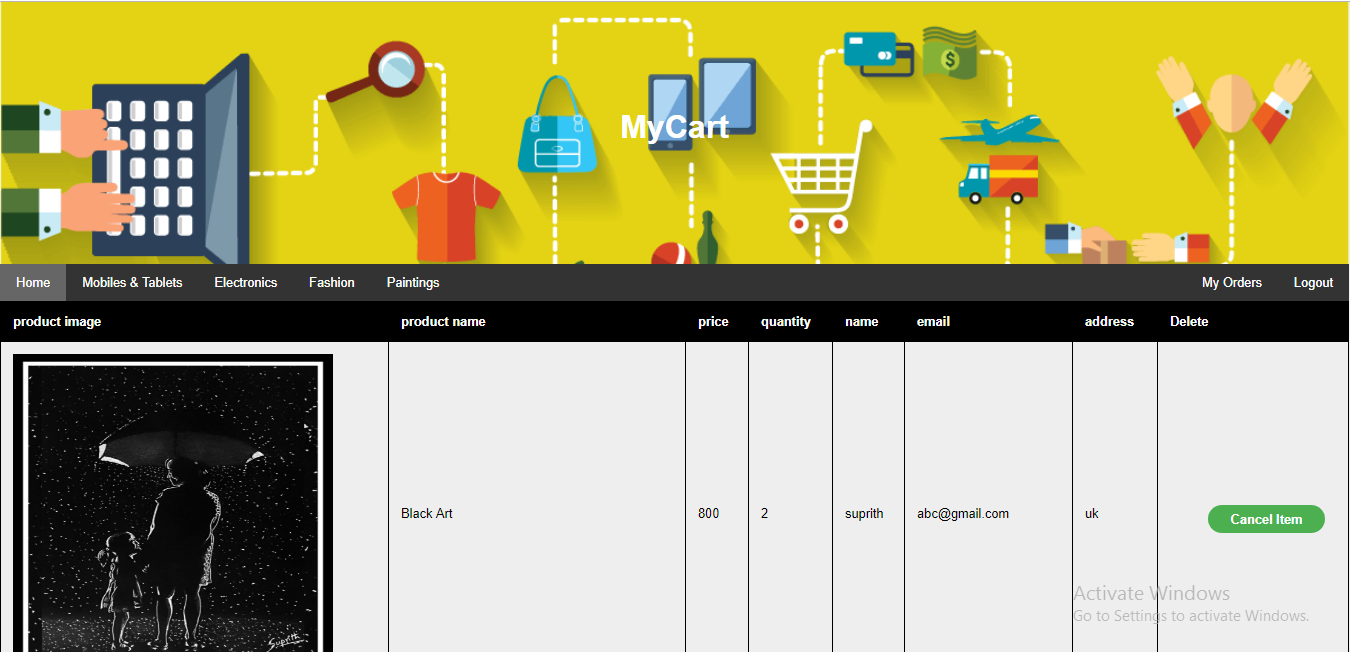 MyCart
Home Mobiles & Tablets Electronics Fashion Paintings My Orders Logout
product image product name price quantity name email address Delete
Black Art 800 2 suprith abc@gmail.com uk Cancel Item
Activate Windows
Go to Settings to activate Windows.
Suprith